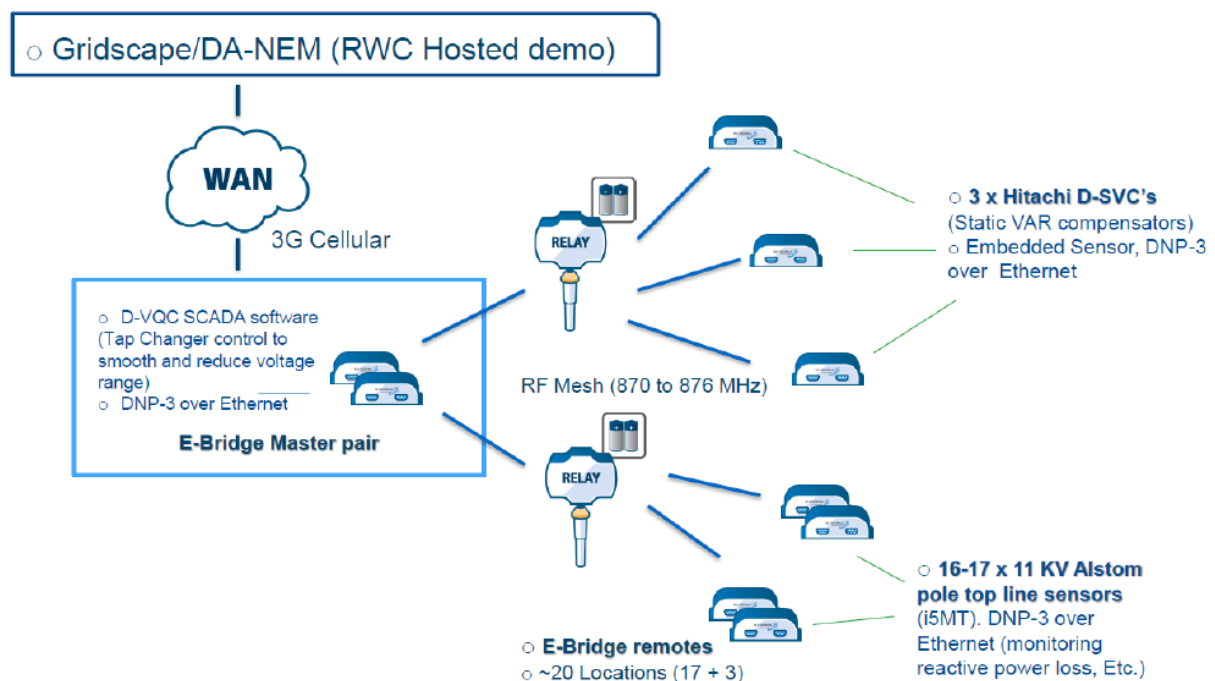 ○ Gridscape/DA-NEM (RWC Hosted demo)
WAN
3G Cellular
○ D-VQC SCADA software
(Tap Changer control to
smooth and reduce voltage
range)
○ DNP-3 over Ethernet
E-Bridge Master pair
RELAY
RF Mesh (870 to 876 MHz)
RELAY
○ 3 x Hitachi D-SVC's
(Static VAR compensators)
○ Embedded Sensor, DNP-3
over Ethernet
○ 16-17 x 11 KV Alstom
pole top line sensors
(i5MT). DNP-3 over
Ethernet (monitoring
reactive power loss, Etc.)
○ E-Bridge remotes
○ ~20 Locations (17 + 3)